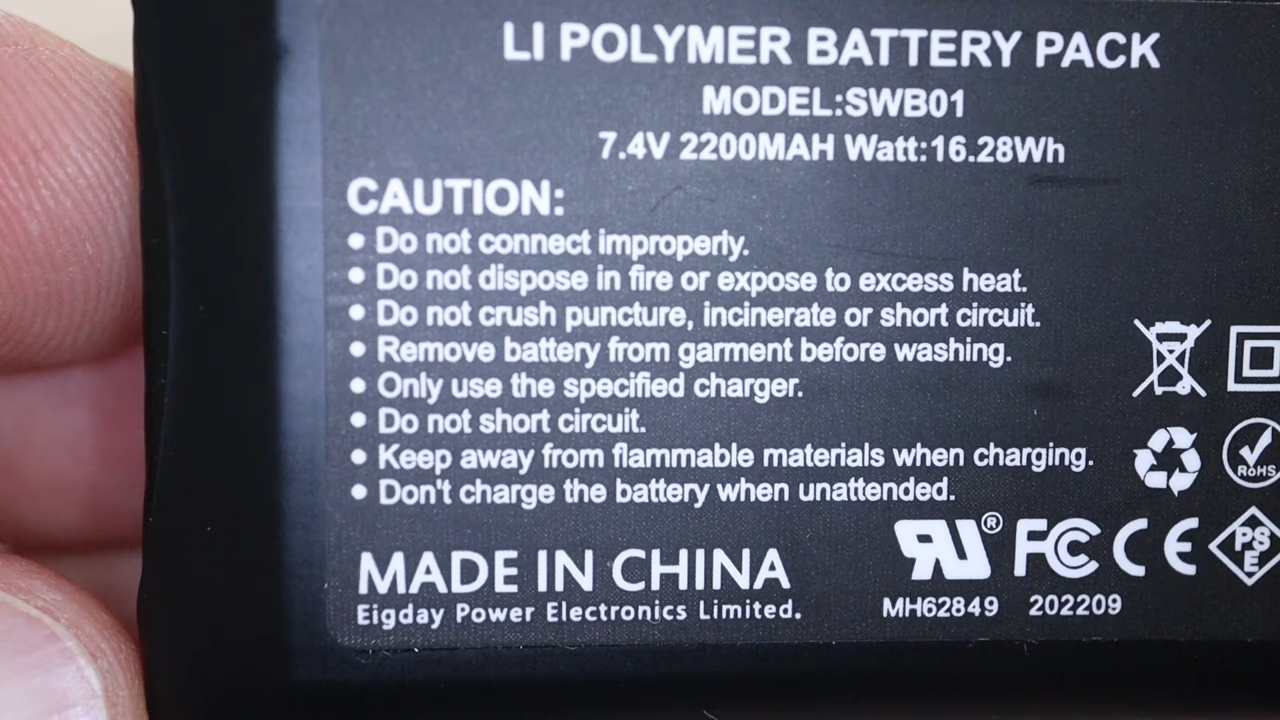 LI POLYMER BATTERY PACK
MODEL:SWB01
7.4V 2200MAH Watt:16.28Wh
CAUTION:
• Do not connect improperly.
• Do not dispose in fire or expose to excess heat.
• Do not crush puncture, incinerate or short circuit.
• Remove battery from garment before washing.
• Only use the specified charger.
• Do not short circuit.
• Keep away from flammable materials when charging.
• Don't charge the battery when unattended.
RoHS
MADE IN CHINA
Eigday Power Electronics Limited.
RU® FC CE PSE
MH62849 202209